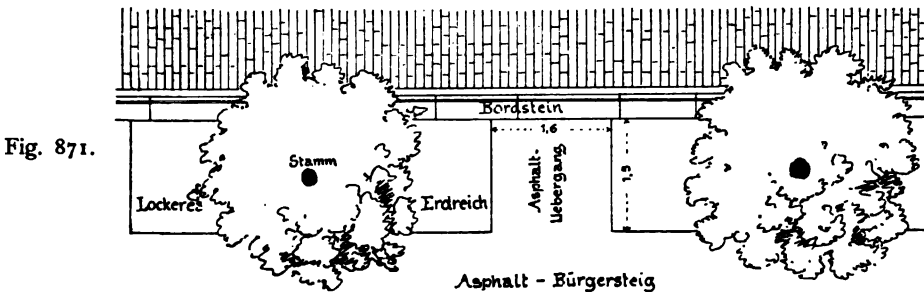 Fig. 871.
Bordstein
1,6
Stamm
Lockeres Erdreich
Asphalt-
Uebergang
1,5
Asphalt - Bürgersteig